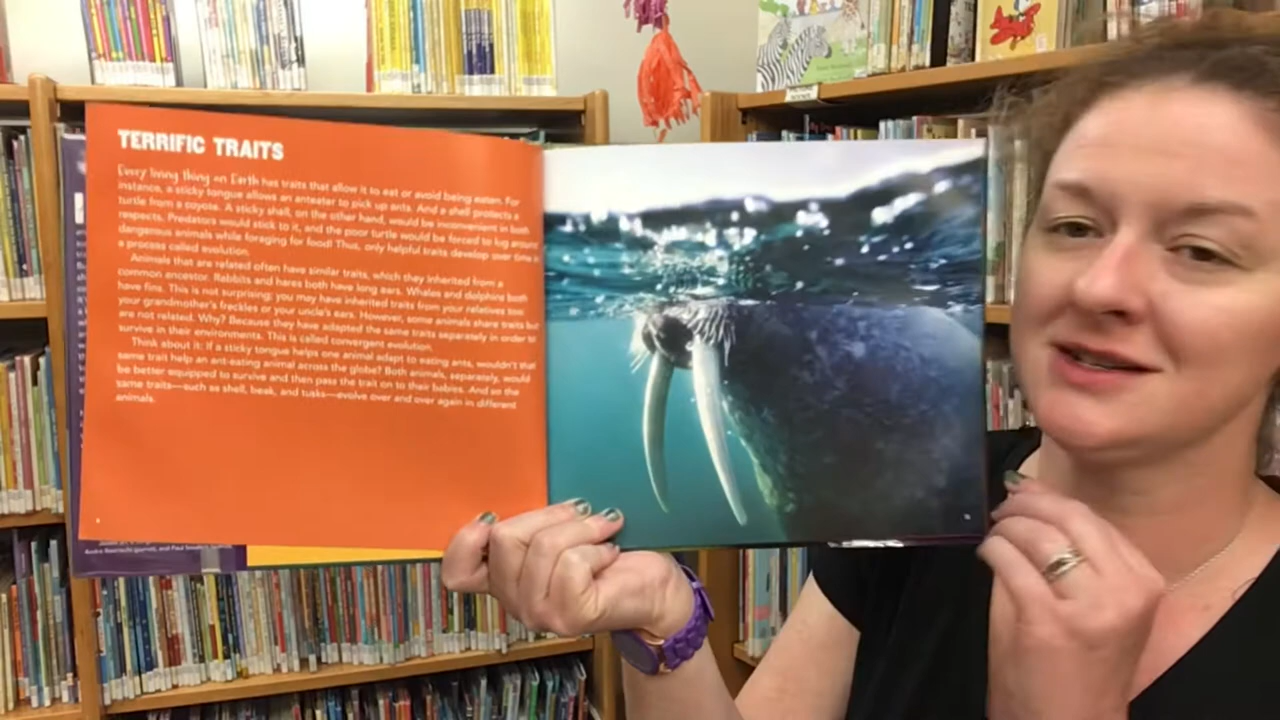 TERRIFIC TRAITS
Every living thing on Earth has traits that allow it to eat or avoid being eaten. For
instance, a sticky tongue allows an anteater to pick up ants. And a shell protects a
turtle from a coyote. A sticky shell, on the other hand, would be inconvenient in both
respects. Predators would stick to it, and the poor turtle would be forced to lug around
dangerous animals while foraging for food! Thus, only helpful traits develop over time in
a process called evolution.
Animals that are related often have similar traits, which they inherited from a
common ancestor. Rabbits and hares both have long ears. Whales and dolphins both
have fins. This is not surprising: you may have inherited traits from your relatives too:
your grandmother's freckles or your uncle's ears. However, some animals share traits but
are not related. Why? Because they have adapted the same traits separately in order to
survive in their environments. This is called convergent evolution.
Think about it: If a sticky tongue helps one animal adapt to eating ants, wouldn't that
same trait help an ant-eating animal across the globe? Both animals, separately, would
be better equipped to survive and then pass the trait on to their babies. And so the
same traits—such as shell, beak, and tusks—evolve over and over again in different
animals.